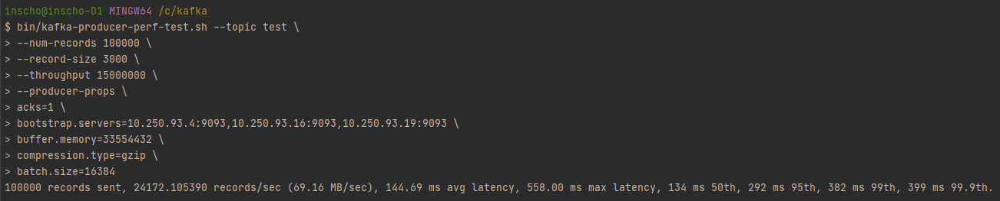 inscho@inscho-D1 MINGW64 /c/kafka
$ bin/kafka-producer-perf-test.sh --topic test \
> --num-records 100000 \
> --record-size 3000 \
> --throughput 15000000 \
> --producer-props \
> acks=1 \
> bootstrap.servers=10.250.93.4:9093,10.250.93.16:9093,10.250.93.19:9093 \
> buffer.memory=33554432 \
> compression.type=gzip \
> batch.size=16384
100000 records sent, 24172.105390 records/sec (69.16 MB/sec), 144.69 ms avg latency, 558.00 ms max latency, 134 ms 50th, 292 ms 95th, 382 ms 99th, 399 ms 99.9th.